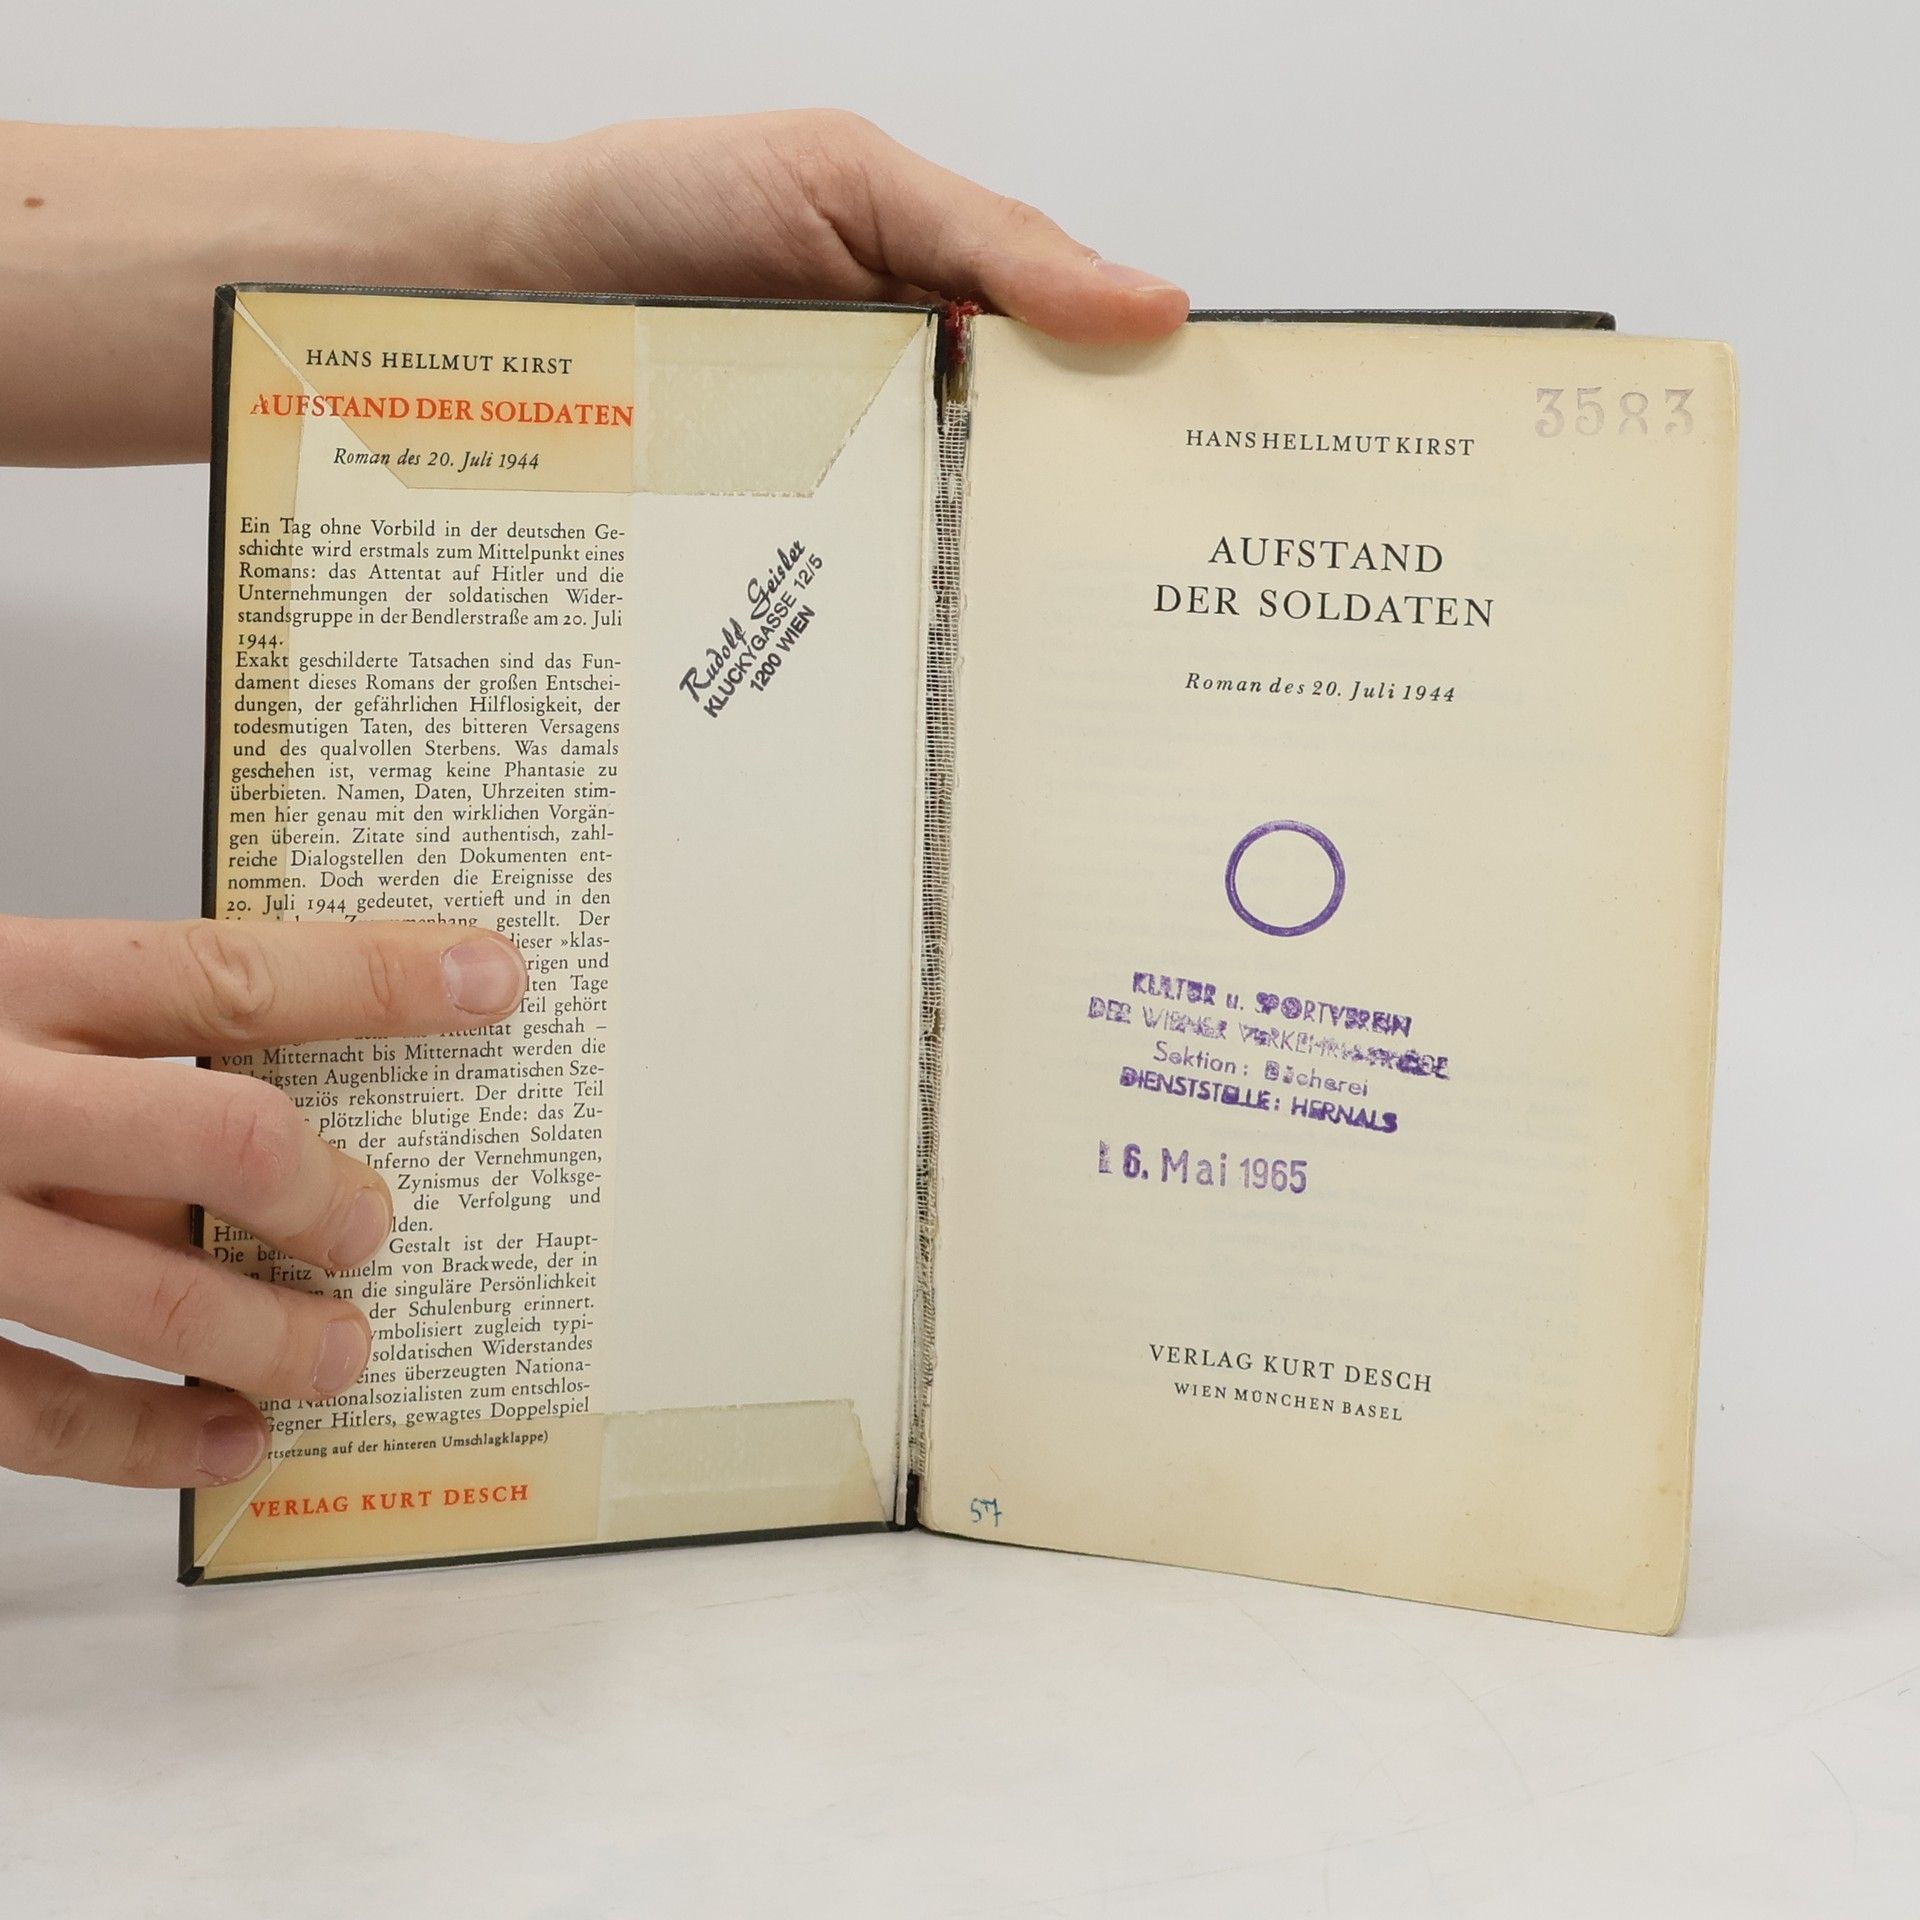 HANS HELLMUT KIRST
AUFSTAND DER SOLDATEN
Roman des 20. Juli 1944
Ein Tag ohne Vorbild in der deutschen Ge-
schichte wird erstmals zum Mittelpunkt eines
Romans: das Attentat auf Hitler und die
Unternehmungen der soldatischen Wider-
standsgruppe in der Bendlerstraße am 20. Juli
1944.
Exakt geschilderte Tatsachen sind das Fun-
dament dieses Romans der großen Entschei-
dungen, der gefährlichen Hilflosigkeit, der
todesmutigen Taten, des bitteren Versagens
und des qualvollen Sterbens. Was damals
geschehen ist, vermag keine Phantasie zu
überbieten. Namen, Daten, Uhrzeiten stim-
men hier genau mit den wirklichen Vorgän-
gen überein. Zitate sind authentisch, zahl-
reiche Dialogstellen den Dokumenten ent-
nommen. Doch werden die Ereignisse des
20. Juli 1944 gedeutet, vertieft und in den
gestellt. Der
dieser »klas-
und
Tage
Teil gehört
geschah –
von Mitternacht bis Mitternacht werden die
Augenblicke in dramatischen Sze-
rekonstruiert. Der dritte Teil
plötzliche blutige Ende: das Zu-
der aufständischen Soldaten
Inferno der Vernehmungen,
Zynismus der Volksge-
die Verfolgung und
Die
Gestalt ist der Haupt-
Fritz Wilhelm von Brackwede, der in
an die singuläre Persönlichkeit
der Schulenburg erinnert.
zugleich typi-
soldatischen Widerstandes
eines überzeugten Nationa-
und Nationalsozialisten zum entschlos-
Gegner Hitlers, gewagtes Doppelspiel
auf der hinteren Umschlagklappe)
VERLAG KURT DESCH
Rudolf Geisler
KLUCKYGASSE 12/5
1200 WIEN
3583
HANS HELLMUT KIRST
AUFSTAND
DER SOLDATEN
Roman des 20. Juli 1944
KULTUR u. SPORTVEREIN
DER WIENER
Sektion: Bücherei
DIENSTSTELLE: HERNALS
6. Mai 1965
VERLAG KURT DESCH
WIEN MÜNCHEN BASEL
57